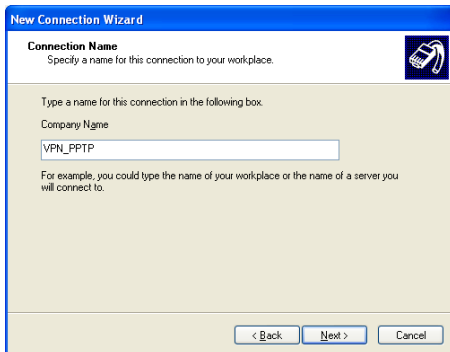 New Connection Wizard
Connection Name
Specify a name for this connection to your workplace.
Type a name for this connection in the following box.
Company Name
VPN_PPTP
For example, you could type the name of your workplace or the name of a server you
will connect to.
< Back Next > Cancel